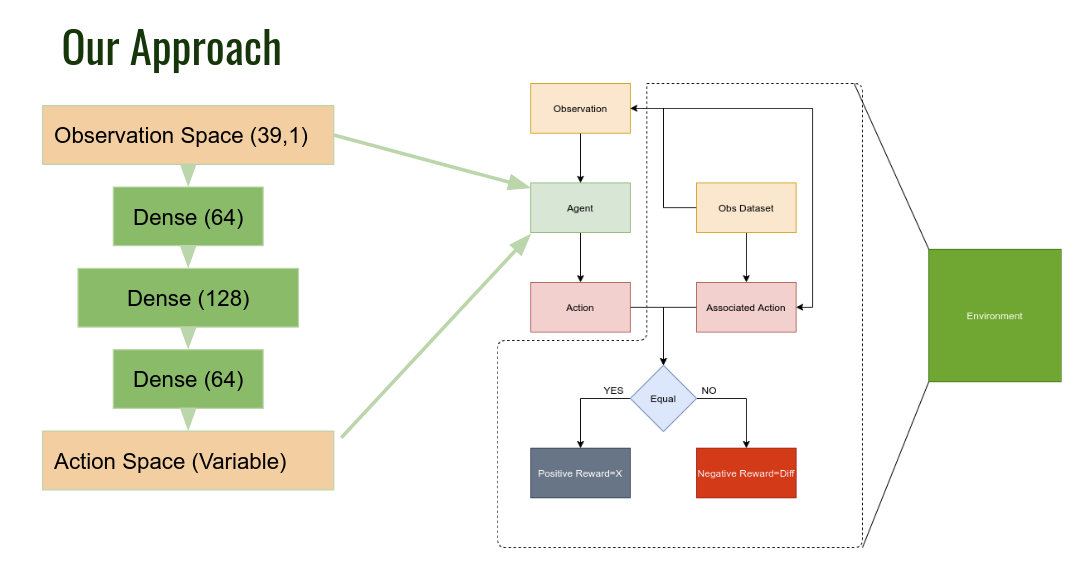 Our Approach
Observation Space (39,1)
Dense (64)
Dense (128)
Dense (64)
Action Space (Variable)
Observation
Agent
Obs Dataset
Action
Associated Action
Equal
YES
NO
Positive Reward=X
Negative Reward=Diff
Environment